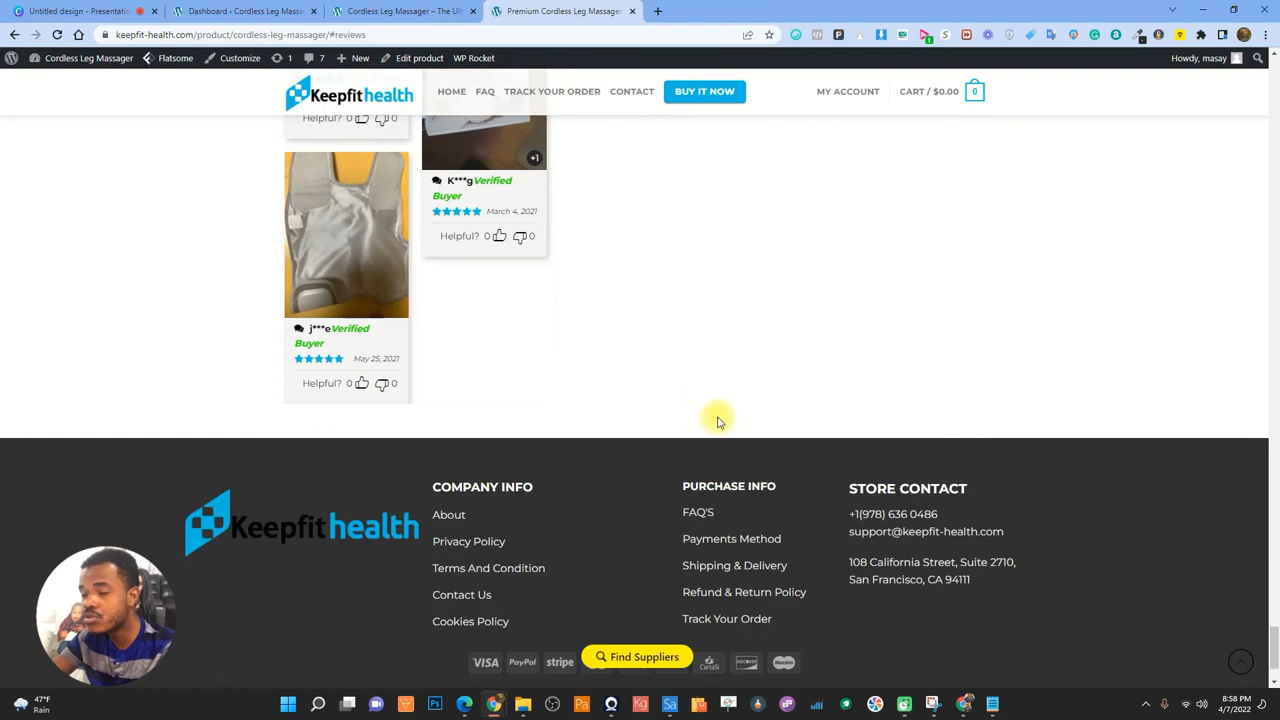 Untitled design - Presentatio
Dashboard ‹ Cordless Leg Massa
Cordless Leg Massager – The Ult
Premium Cordless Leg Massager
keepfit-health.com/product/cordless-leg-massager/#reviews
Cordless Leg Massager
Flatsome
Customize
1
7
New
Edit product
WP Rocket
Howdy, masay
Keepfithealth
HOME
FAQ
TRACK YOUR ORDER
CONTACT
BUY IT NOW
MY ACCOUNT
CART / $0.00
0
Helpful? 0 0
+1
K***g Verified Buyer
March 4, 2021
Helpful? 0 0
j***e Verified Buyer
May 25, 2021
Helpful? 0 0
Keepfithealth
COMPANY INFO
About
Privacy Policy
Terms And Condition
Contact Us
Cookies Policy
PURCHASE INFO
FAQ'S
Payments Method
Shipping & Delivery
Refund & Return Policy
Track Your Order
STORE CONTACT
+1(978) 636 0486
support@keepfit-health.com
108 California Street, Suite 2710,
San Francisco, CA 94111
VISA
PayPal
stripe
Find Suppliers
CartaSi
DISCOVER
Maestro
47°F
Rain
8:58 PM
4/7/2022